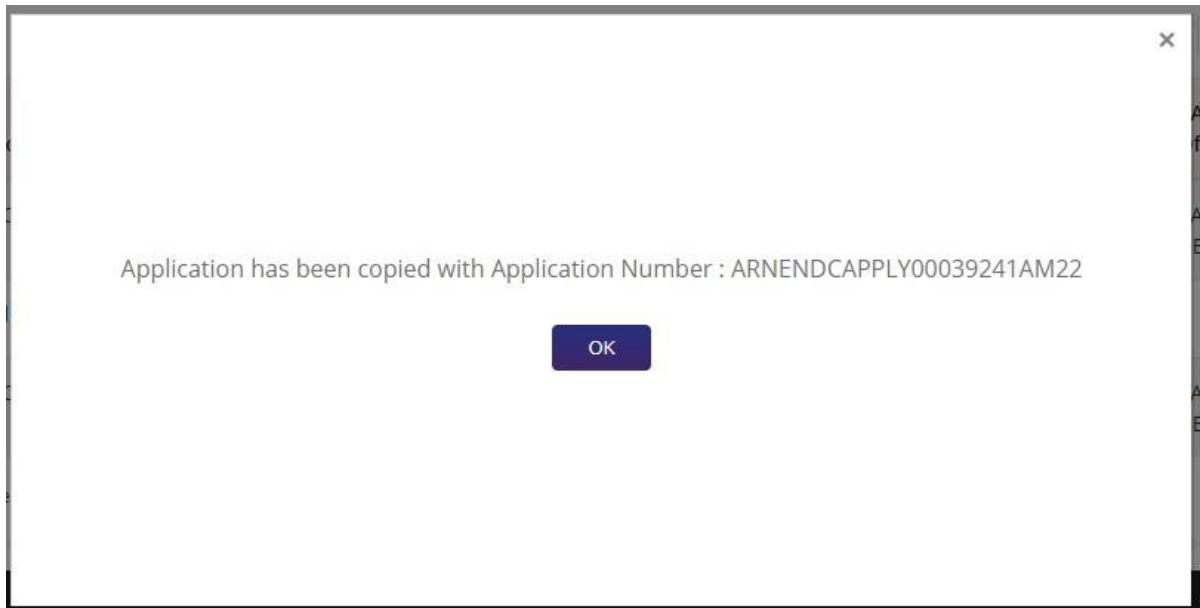 ×
Application has been copied with Application Number : ARNENDCAPPLY00039241AM22
OK